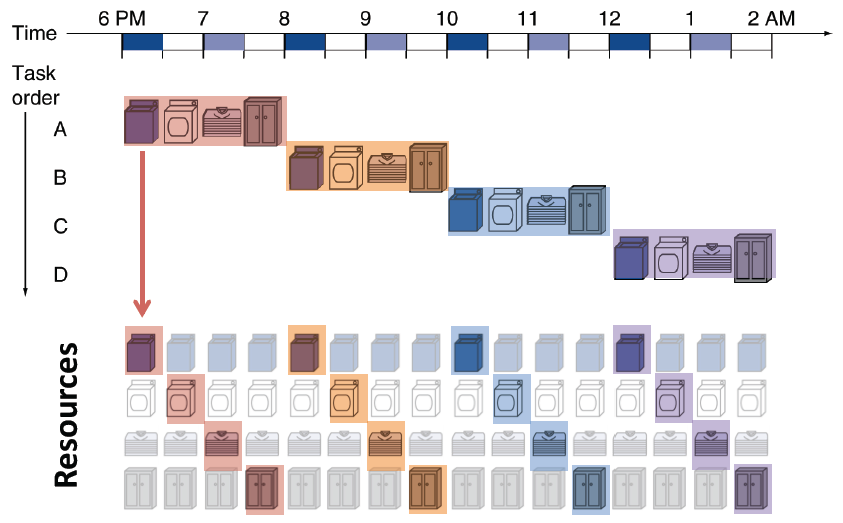 6 PM 7 8 9 10 11 12 1 2 AM
Time
Task
order
A
B
C
D
Resources